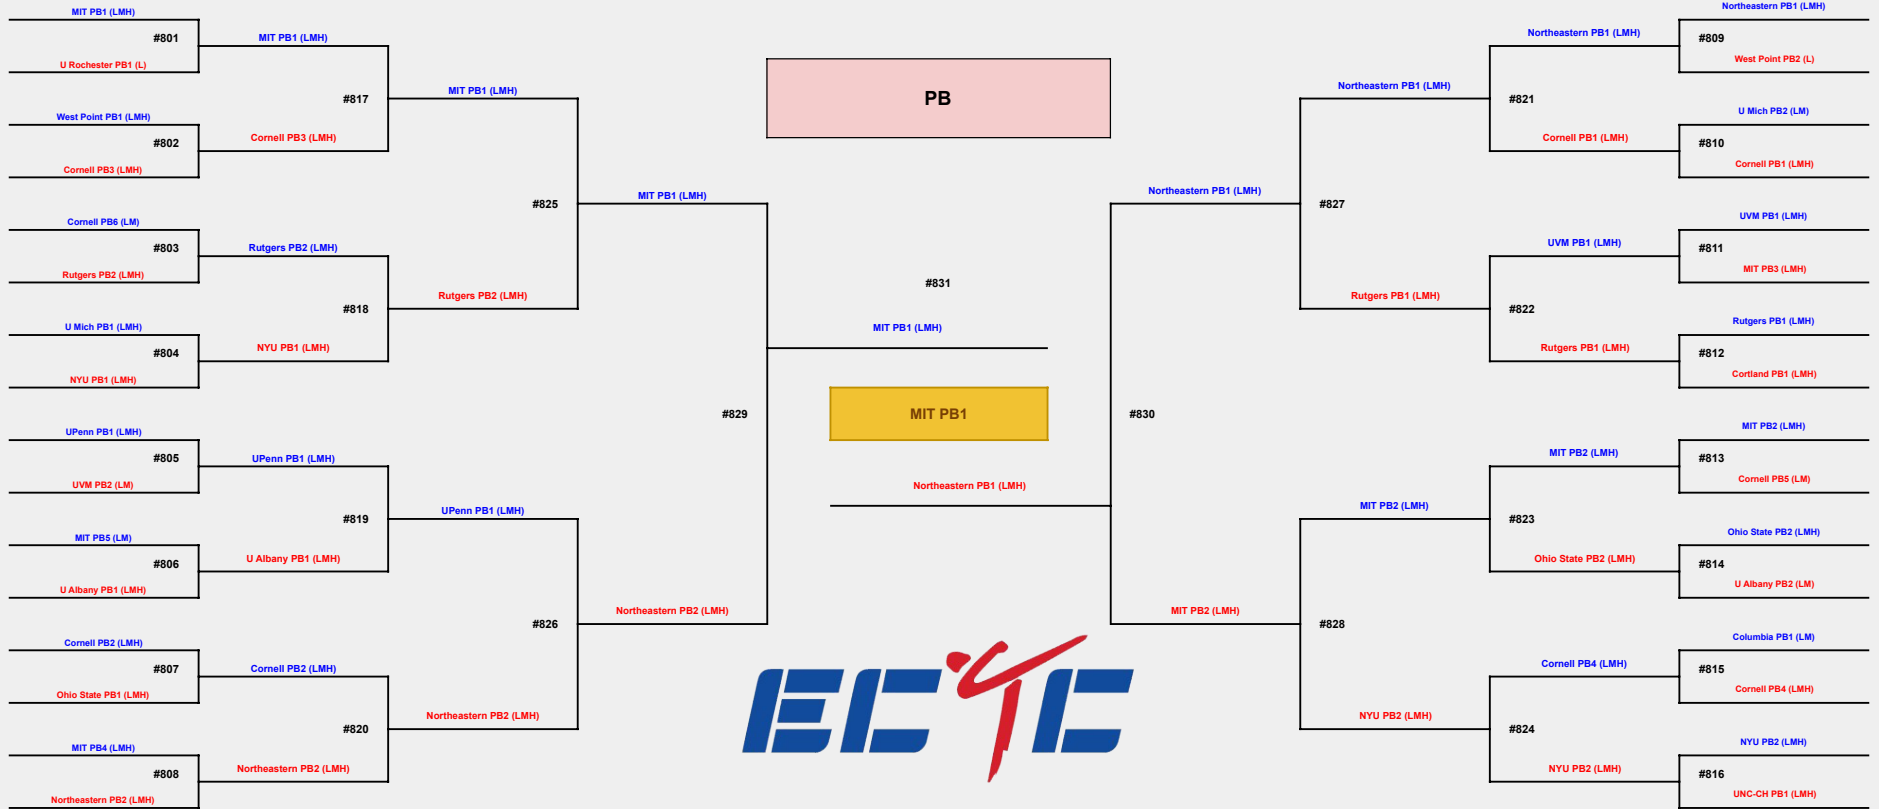 MIT PB1 (LMH)
#801
U Rochester PB1 (L)
West Point PB1 (LMH)
#802
Cornell PB3 (LMH)
Cornell PB6 (LM)
#803
Rutgers PB2 (LMH)
U Mich PB1 (LMH)
#804
NYU PB1 (LMH)
UPenn PB1 (LMH)
#805
UVM PB2 (LM)
MIT PB5 (LM)
#806
U Albany PB1 (LMH)
Cornell PB2 (LMH)
#807
Ohio State PB1 (LMH)
MIT PB4 (LMH)
#808
Northeastern PB2 (LMH)
MIT PB1 (LMH)
#817
Cornell PB3 (LMH)
Rutgers PB2 (LMH)
#818
NYU PB1 (LMH)
UPenn PB1 (LMH)
#819
U Albany PB1 (LMH)
Cornell PB2 (LMH)
#820
Northeastern PB2 (LMH)
MIT PB1 (LMH)
#825
Rutgers PB2 (LMH)
UPenn PB1 (LMH)
#826
Northeastern PB2 (LMH)
MIT PB1 (LMH)
#829
Northeastern PB2 (LMH)
PB
#831
MIT PB1 (LMH)
MIT PB1
Northeastern PB1 (LMH)
ECTC
Northeastern PB1 (LMH)
#830
MIT PB2 (LMH)
Northeastern PB1 (LMH)
#827
Rutgers PB1 (LMH)
MIT PB2 (LMH)
#828
NYU PB2 (LMH)
Northeastern PB1 (LMH)
#821
Cornell PB1 (LMH)
UVM PB1 (LMH)
#822
Rutgers PB1 (LMH)
MIT PB2 (LMH)
#823
Ohio State PB2 (LMH)
Cornell PB4 (LMH)
#824
NYU PB2 (LMH)
Northeastern PB1 (LMH)
#809
West Point PB2 (L)
U Mich PB2 (LM)
#810
Cornell PB1 (LMH)
UVM PB1 (LMH)
#811
MIT PB3 (LMH)
Rutgers PB1 (LMH)
#812
Cortland PB1 (LMH)
MIT PB2 (LMH)
#813
Cornell PB5 (LM)
Ohio State PB2 (LMH)
#814
U Albany PB2 (LM)
Columbia PB1 (LM)
#815
Cornell PB4 (LMH)
NYU PB2 (LMH)
#816
UNC-CH PB1 (LMH)